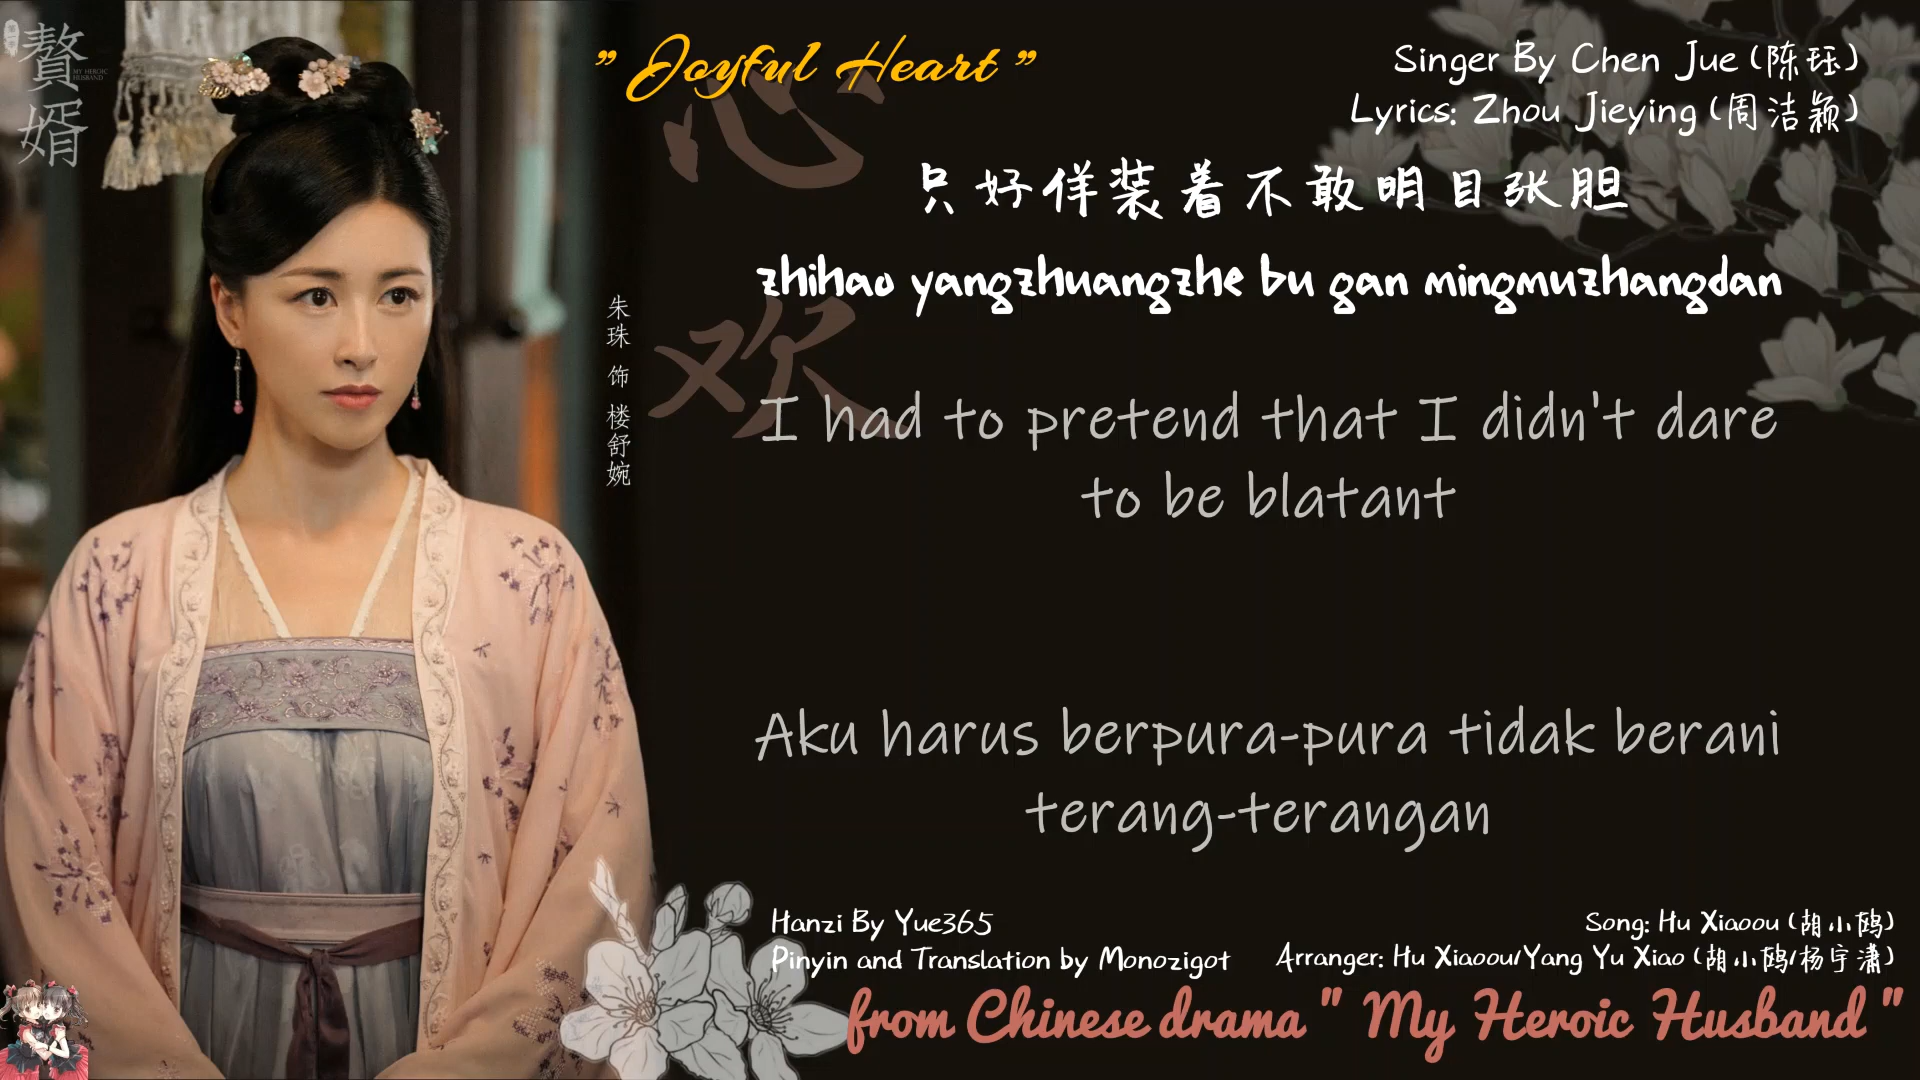 赘婿
MY HEROIC
HUSBAND
" Joyful Heart "
心欢
Singer By Chen Jue (陈珏)
Lyrics: Zhou Jieying (周洁颖)
只好佯装着不敢明目张胆
zhihao yangzhuangzhe bu gan mingmuzhangdan
朱珠 饰 楼舒婉
I had to pretend that I didn't dare
to be blatant
Aku harus berpura-pura tidak berani
terang-terangan
Hanzi By Yue365
Pinyin and Translation by Monozigot
Song: Hu Xiaoou (胡小鸥)
Arranger: Hu Xiaoou/Yang Yu Xiao (胡小鸥/杨宇潇)
from Chinese drama " My Heroic Husband "